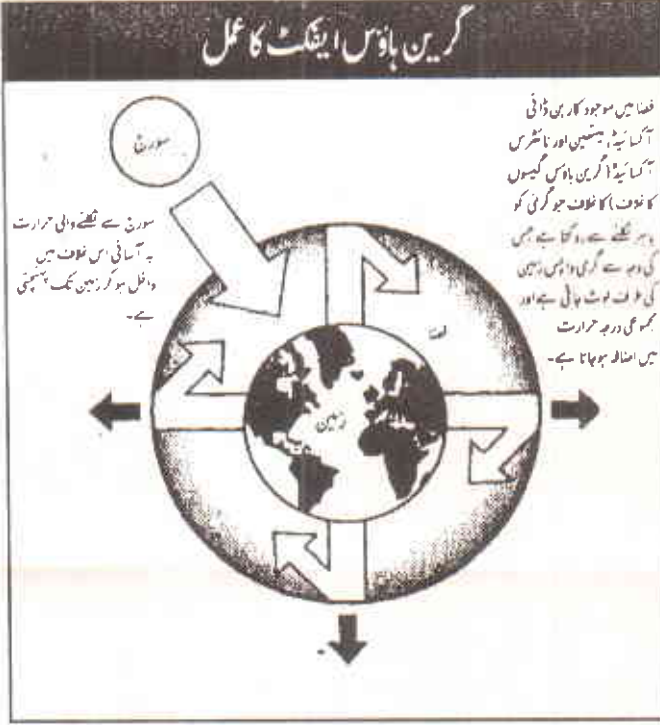 گرین ہاؤس ایفکٹ کا عمل
سورج
فضا میں موجود کاربن ڈائی
آکسائیڈ، میتھین اور نائٹرس
آکسائیڈ (گرین ہاؤس گیسوں
کا غلاف) کا غلاف جو گرمی کو
باہر نکلنے سے روکتا ہے جس
کی وجہ سے گرمی واپس زمین
کی طرف لوٹ جاتی ہے اور
مجموعی درجہ حرارت
میں اضافہ ہوجاتا ہے۔
سورج سے نکلنے والی حرارت
بہ آسانی اس غلاف میں
داخل ہو کر زمین تک پہنچتی
ہے۔
فضا
زمین